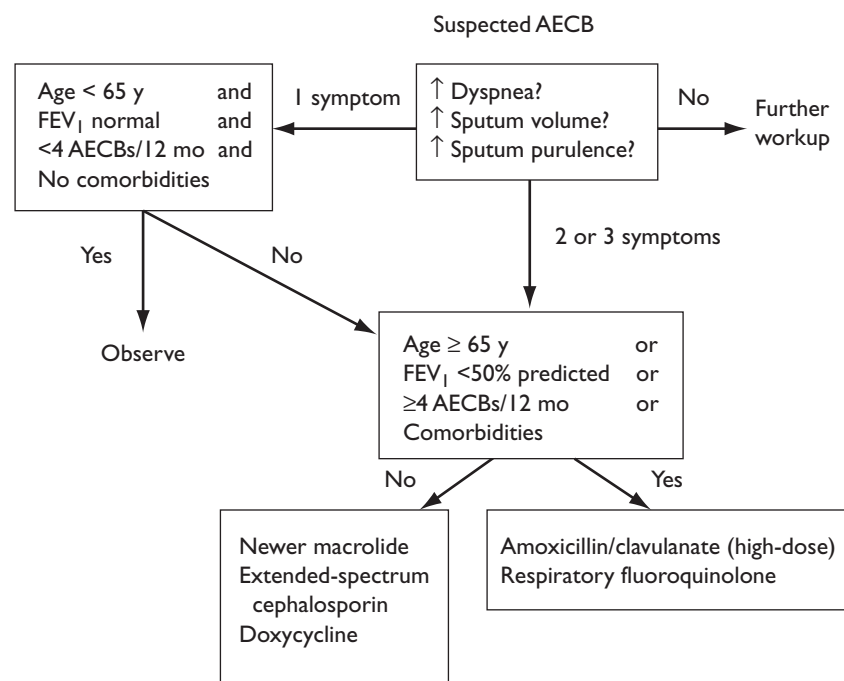 Suspected AECB
Age < 65 y and
FEV₁ normal and
<4 AECBs/12 mo and
No comorbidities
1 symptom
↑ Dyspnea?
↑ Sputum volume?
↑ Sputum purulence?
No
Further
workup
Yes
No
2 or 3 symptoms
Observe
Age ≥ 65 y or
FEV₁ <50% predicted or
≥4 AECBs/12 mo or
Comorbidities
No
Yes
Newer macrolide
Extended-spectrum
cephalosporin
Doxycycline
Amoxicillin/clavulanate (high-dose)
Respiratory fluoroquinolone